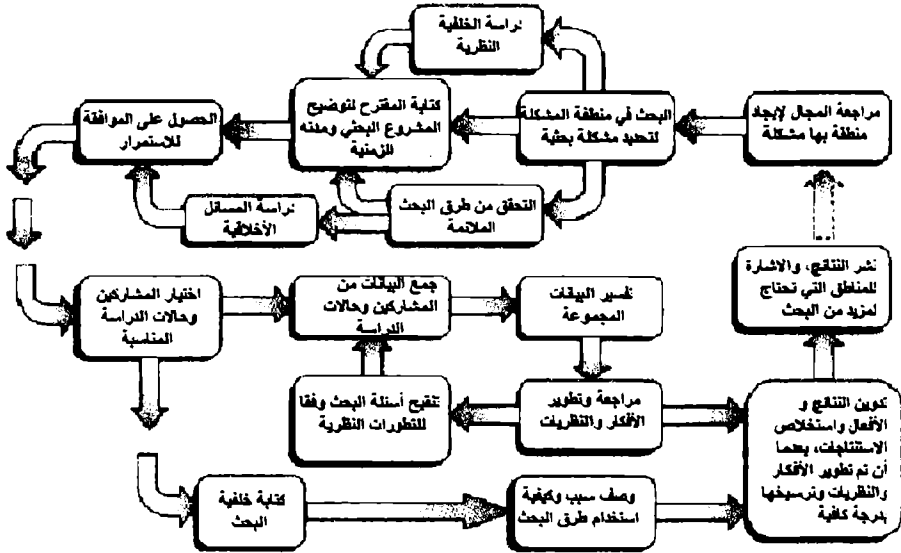 دراسة الخلفية
النظرية
مراجعة المجال لإيجاد
منطقة بها مشكلة
البحث في منطقة المشكلة
لتحديد مشكلة بحثية
كتابة المقترح لتوضيح
المشروع البحثي ومدته
الزمنية
الحصول على الموافقة
للاستمرار
التحقق من طرق البحث
الملائمة
دراسة المسائل
الأخلاقية
نشر النتائج، والاشارة
للمناطق التي تحتاج
لمزيد من البحث
اختيار المشاركين
وحالات الدراسة
المناسبة
جمع البيانات من
المشاركين وحالات
الدراسة
تفسير البيانات
المجموعة
مراجعة وتطوير
الأفكار والنظريات
تنقيح أسئلة البحث وفقا
للتطورات النظرية
تدوين النتائج و
الأفعال واستخلاص
الاستنتاجات، بعدما
أن تم تطوير الأفكار
والنظريات وترسيخها
بدرجة كافية
كتابة خلفية
البحث
وصف سبب وكيفية
استخدام طرق البحث